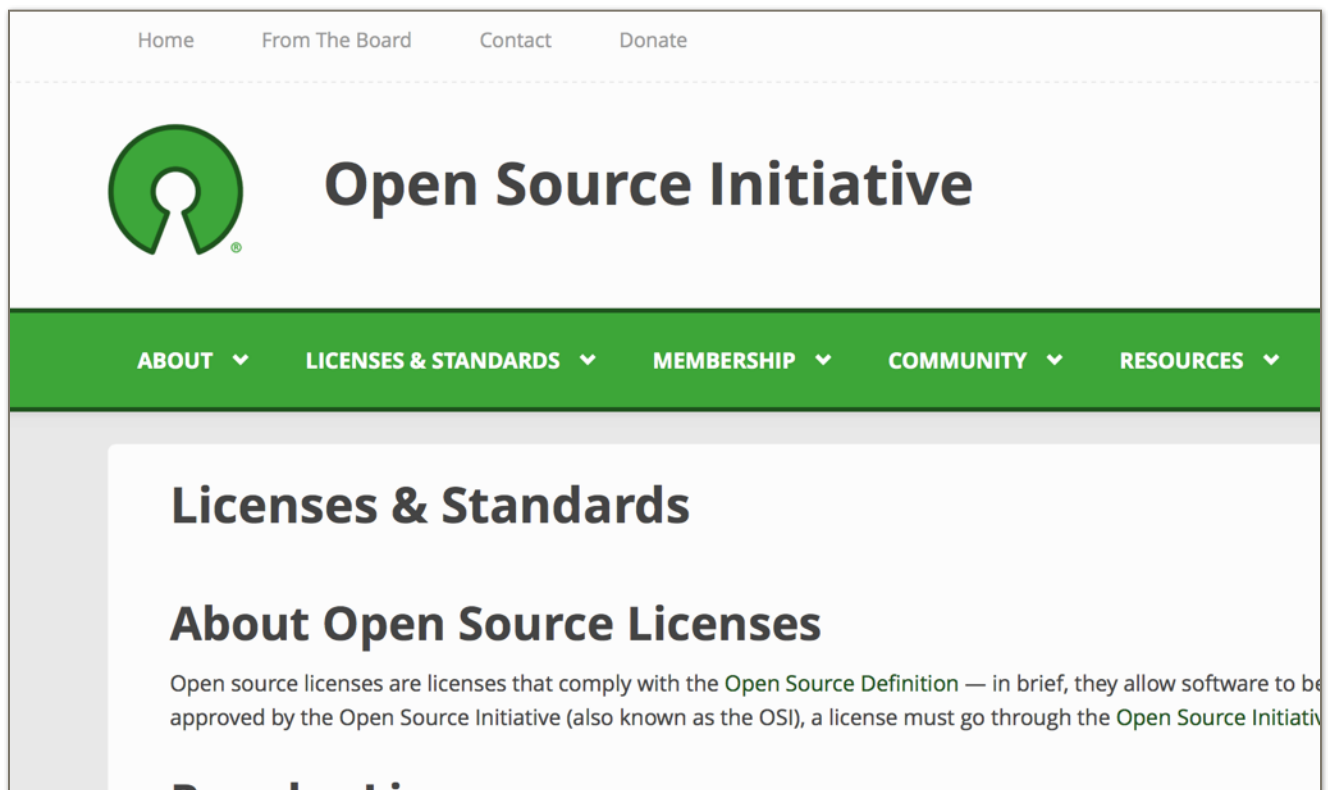 Home From The Board Contact Donate
®
Open Source Initiative
ABOUT LICENSES & STANDARDS MEMBERSHIP COMMUNITY RESOURCES
Licenses & Standards
About Open Source Licenses
Open source licenses are licenses that comply with the Open Source Definition — in brief, they allow software to be
approved by the Open Source Initiative (also known as the OSI), a license must go through the Open Source